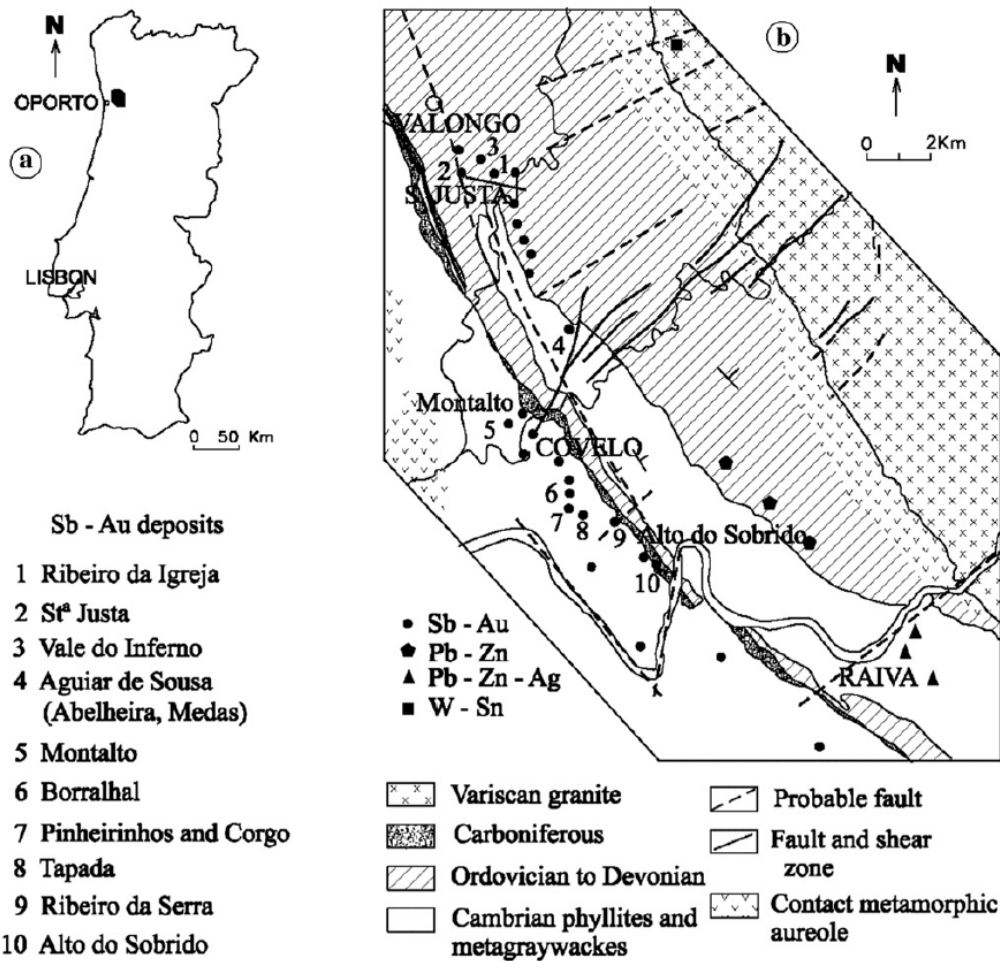 N
OPORTO
a
LISBON
0 50 Km
b
N
0 2Km
VALONGO
3
2
1
S. JUSTA
4
Montalto
5
COVELO
6
7
8
9
Alto do Sobrido
10
RAIVA
Sb - Au
Pb - Zn
Pb - Zn - Ag
W - Sn
Sb - Au deposits
1 Ribeiro da Igreja
2 Stª Justa
3 Vale do Inferno
4 Aguiar de Sousa
(Abelheira, Medas)
5 Montalto
6 Borralhal
7 Pinheirinhos and Corgo
8 Tapada
9 Ribeiro da Serra
10 Alto do Sobrido
Variscan granite
Carboniferous
Ordovician to Devonian
Cambrian phyllites and
metagraywackes
Probable fault
Fault and shear
zone
Contact metamorphic
aureole